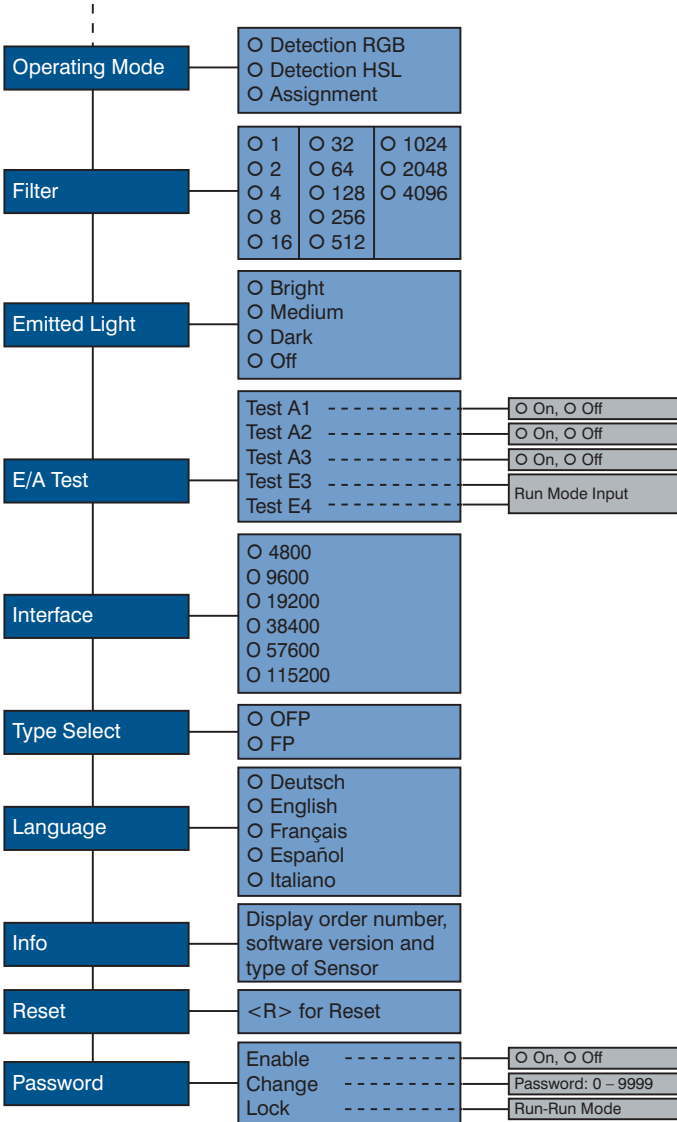 Operating Mode
O Detection RGB
O Detection HSL
O Assignment
Filter
O 1
O 2
O 4
O 8
O 16
O 32
O 64
O 128
O 256
O 512
O 1024
O 2048
O 4096
Emitted Light
O Bright
O Medium
O Dark
O Off
E/A Test
Test A1
O On, O Off
Test A2
O On, O Off
Test A3
O On, O Off
Test E3
Test E4
Run Mode Input
Interface
O 4800
O 9600
O 19200
O 38400
O 57600
O 115200
Type Select
O OFP
O FP
Language
O Deutsch
O English
O Français
O Español
O Italiano
Info
Display order number,
software version and
type of Sensor
Reset
<R> for Reset
Password
Enable
O On, O Off
Change
Password: 0 – 9999
Lock
Run-Run Mode